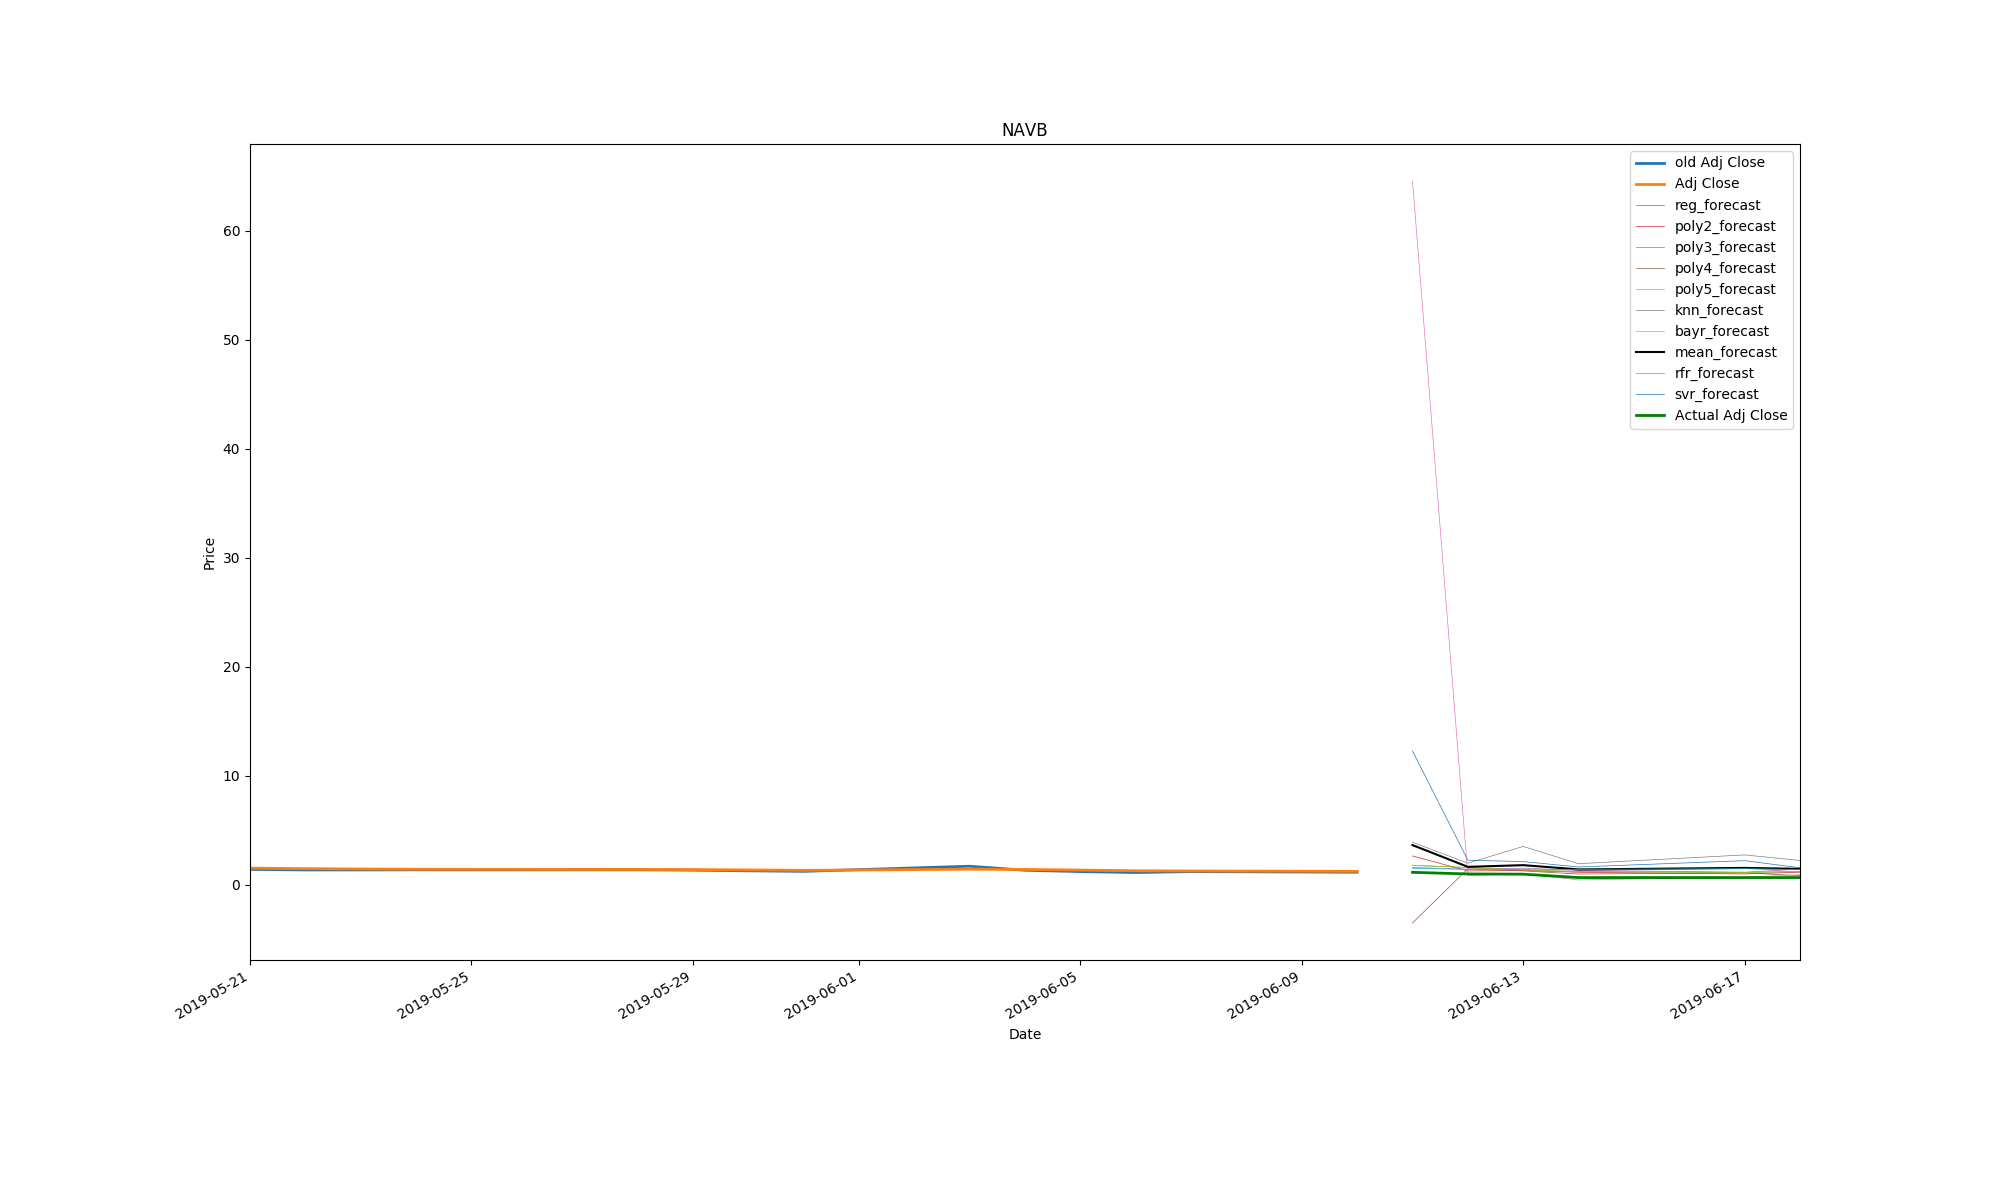 NAVB
old Adj Close
Adj Close
reg_forecast
poly2_forecast
poly3_forecast
poly4_forecast
poly5_forecast
knn_forecast
bayr_forecast
mean_forecast
rfr_forecast
svr_forecast
Actual Adj Close
60
50
40
30
20
10
0
Price
2019-05-21
2019-05-25
2019-05-29
2019-06-01
2019-06-05
2019-06-09
2019-06-13
2019-06-17
Date